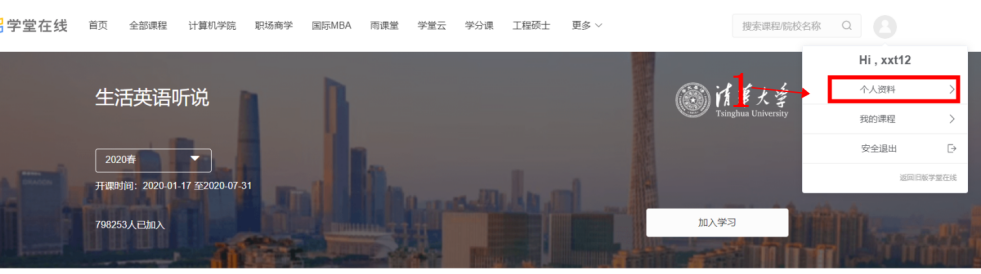 学堂在线 首页 全部课程 计算机学院 职场商学 国际MBA 雨课堂 学堂云 学分课 工程硕士 更多 搜索课程/院校名称
Hi , xxt12
1
个人资料
我的课程
安全退出
返回旧版学堂在线
生活英语听说
清华大学
Tsinghua University
2020春
开课时间：2020-01-17 至2020-07-31
798253人已加入
加入学习